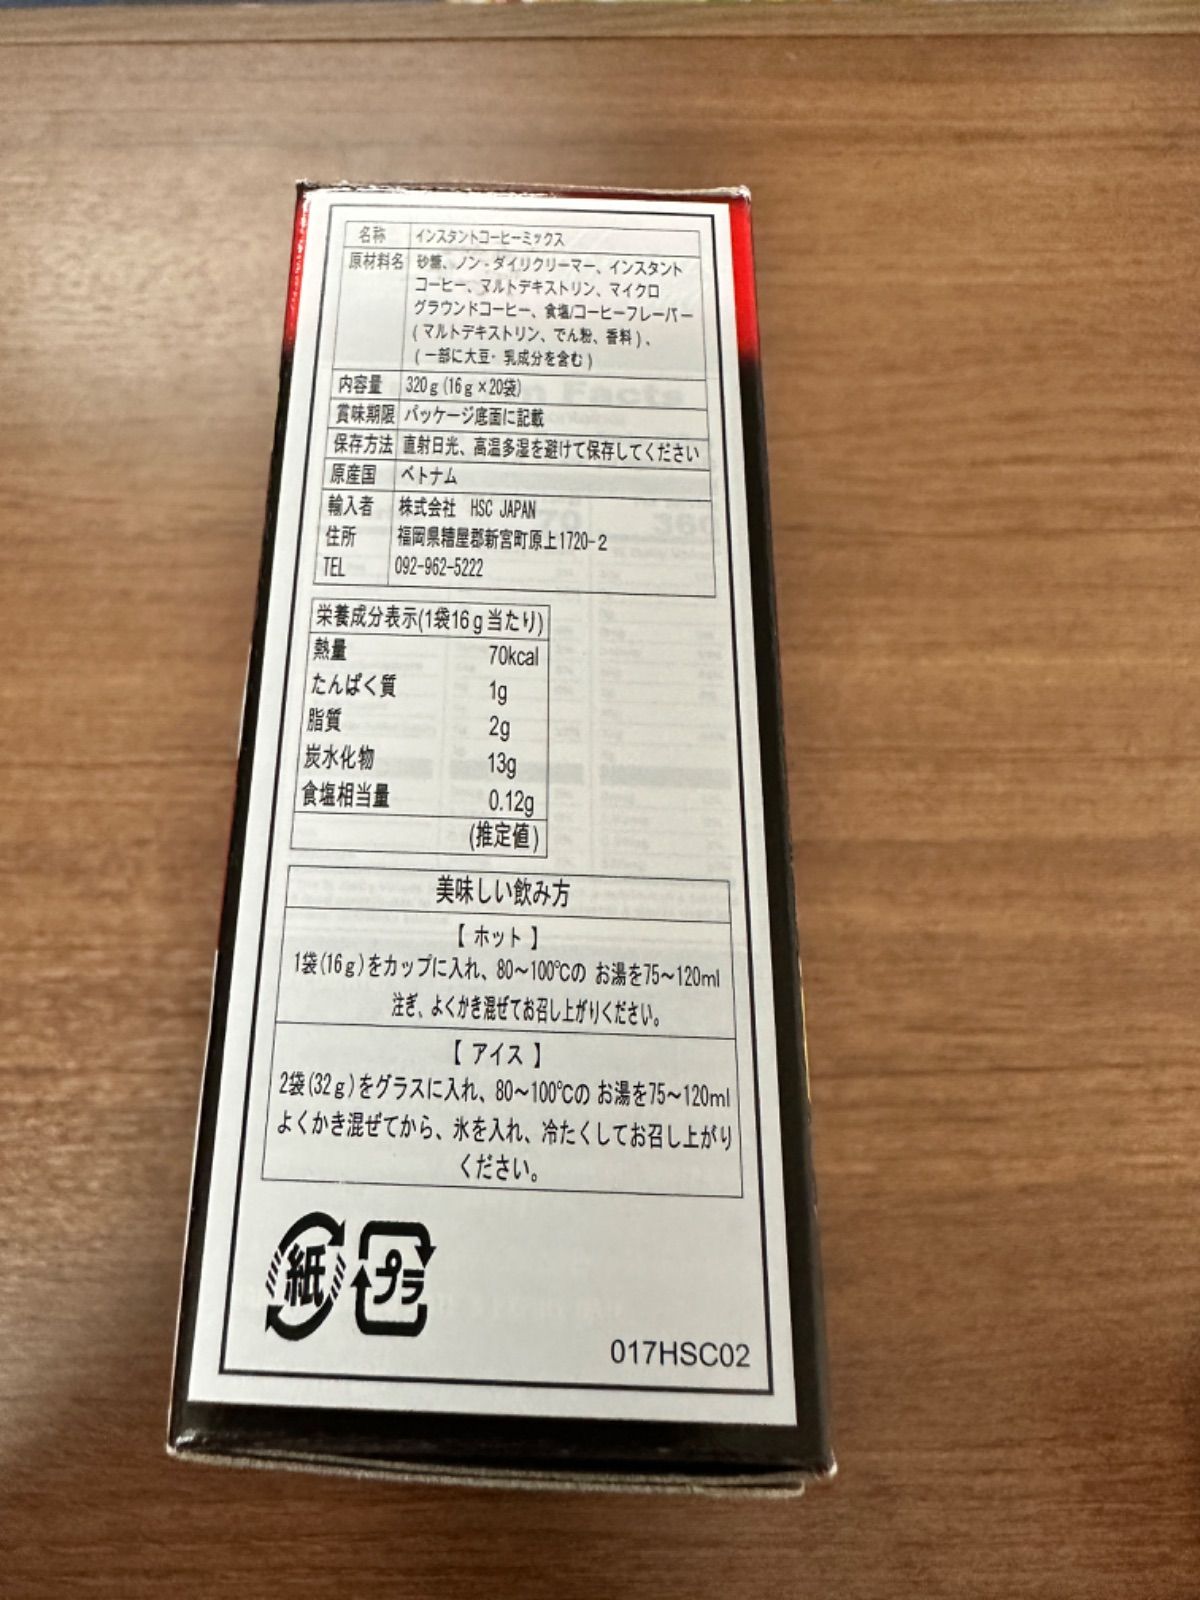 名称 インスタントコーヒーミックス
原材料名 砂糖、ノン-ダイリクリーマー、インスタント
コーヒー、マルトデキストリン、マイクロ
グラウンドコーヒー、食塩/コーヒーフレーバー
(マルトデキストリン、でん粉、香料)、
(一部に大豆・乳成分を含む)
内容量 320g(16g×20袋)
賞味期限 パッケージ底面に記載
保存方法 直射日光、高温多湿を避けて保存してください
原産国 ベトナム
輸入者 株式会社 HSC JAPAN
住所 福岡県糟屋郡新宮町原上1720-2
TEL 092-962-5222
栄養成分表示(1袋16g当たり)
熱量 70kcal
たんぱく質 1g
脂質 2g
炭水化物 13g
食塩相当量 0.12g
(推定値)
美味しい飲み方
【ホット】
1袋(16g)をカップに入れ、80〜100℃の お湯を75〜120ml
注ぎ、よくかき混ぜてお召し上がりください。
【アイス】
2袋(32g)をグラスに入れ、80〜100℃の お湯を75〜120ml
よくかき混ぜてから、氷を入れ、冷たくしてお召し上がり
ください。
紙 プラ
017HSC02